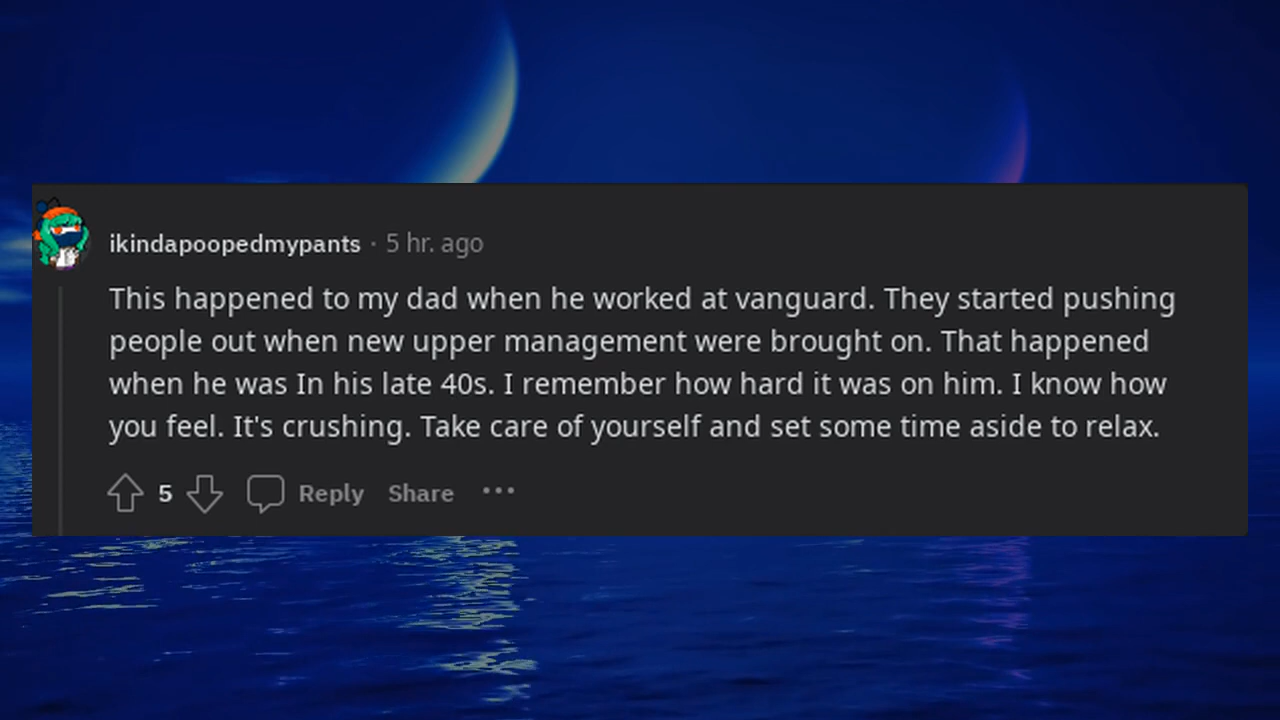 ikindapoopedmypants · 5 hr. ago
This happened to my dad when he worked at vanguard. They started pushing
people out when new upper management were brought on. That happened
when he was In his late 40s. I remember how hard it was on him. I know how
you feel. It's crushing. Take care of yourself and set some time aside to relax.
5 Reply Share ···